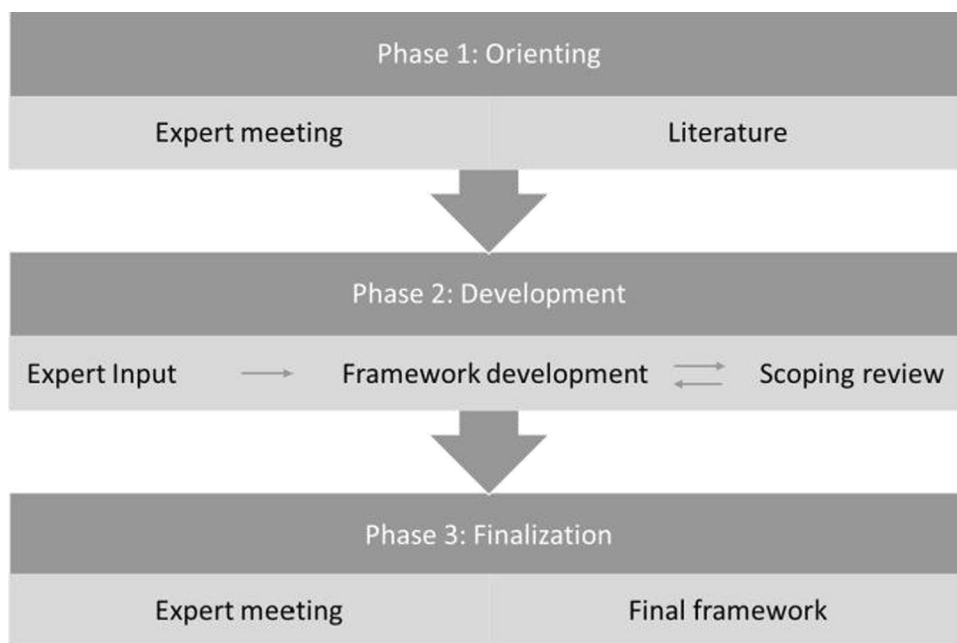 Phase 1: Orienting
Expert meeting
Literature
Phase 2: Development
Expert Input
Framework development
Scoping review
Phase 3: Finalization
Expert meeting
Final framework